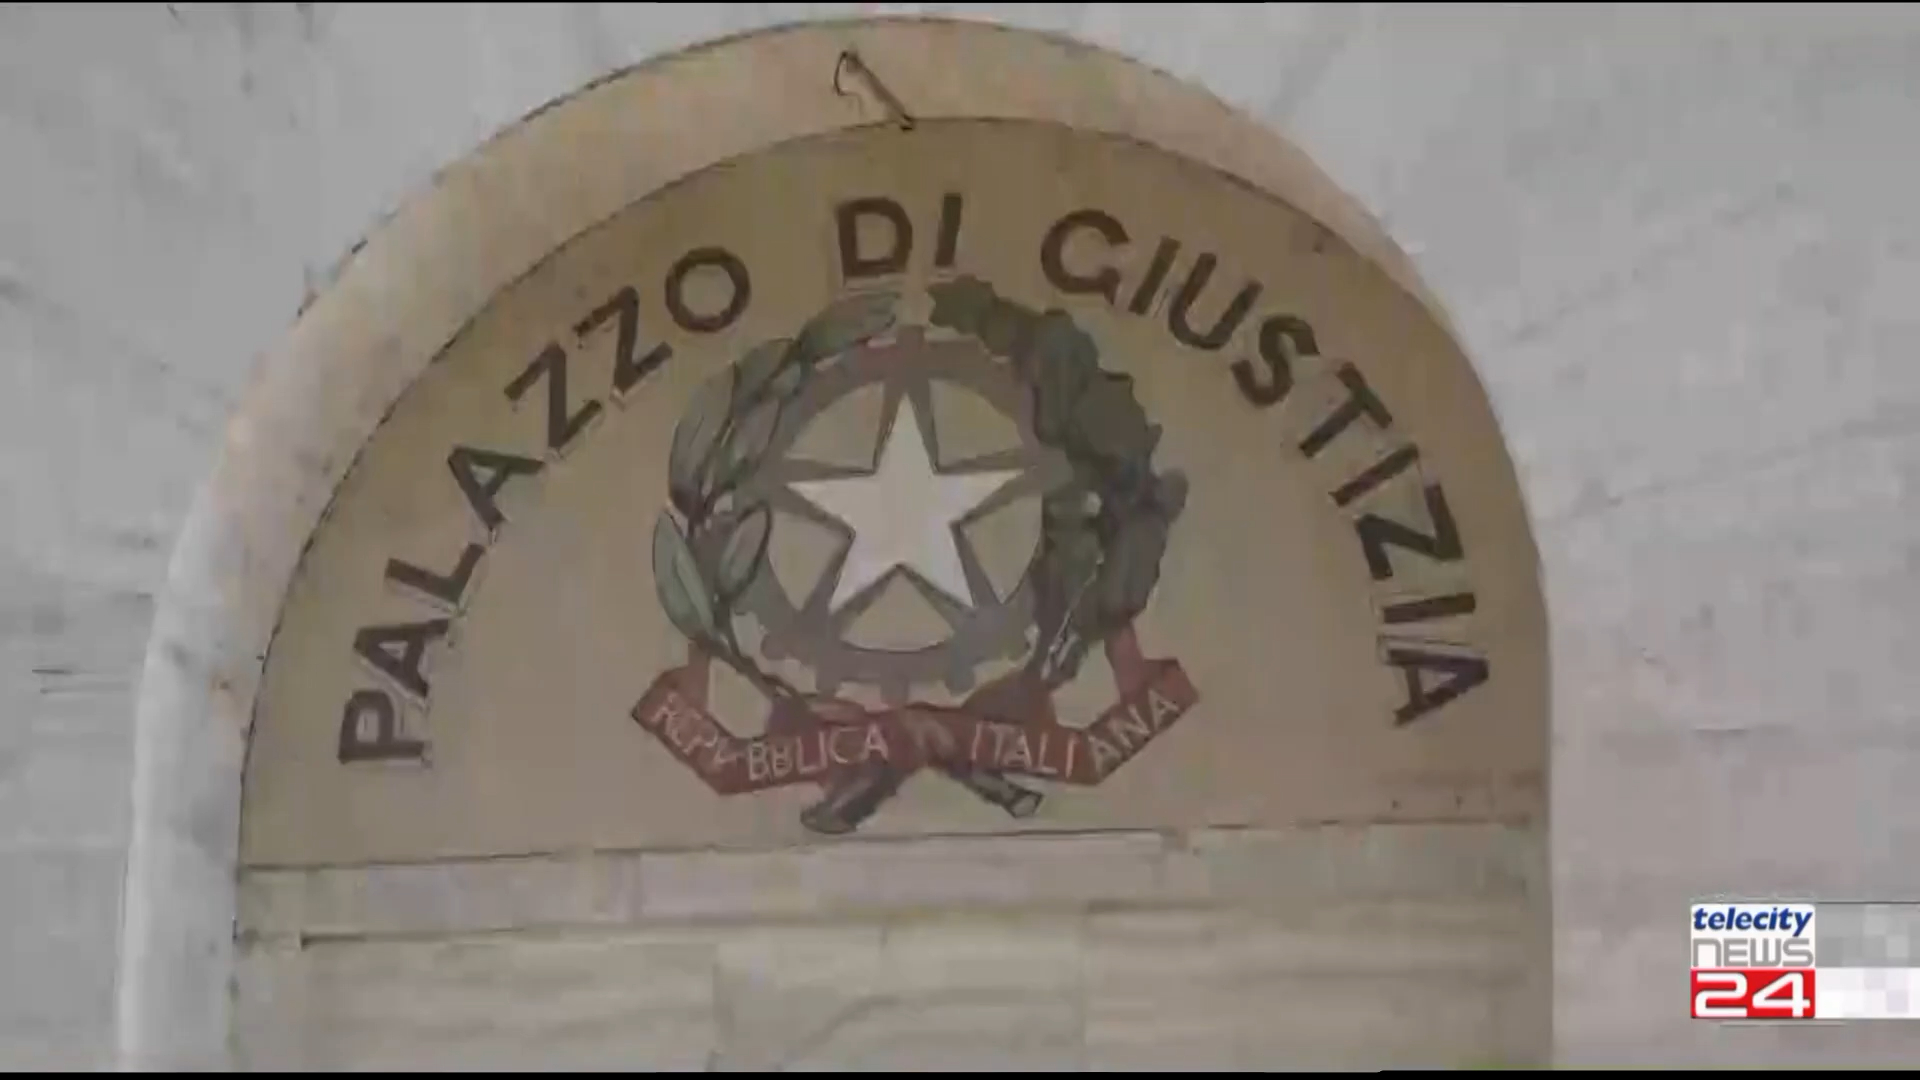 PALAZZO DI GIUSTIZIA
REPUBBLICA ITALIANA
telecity
NEWS
24